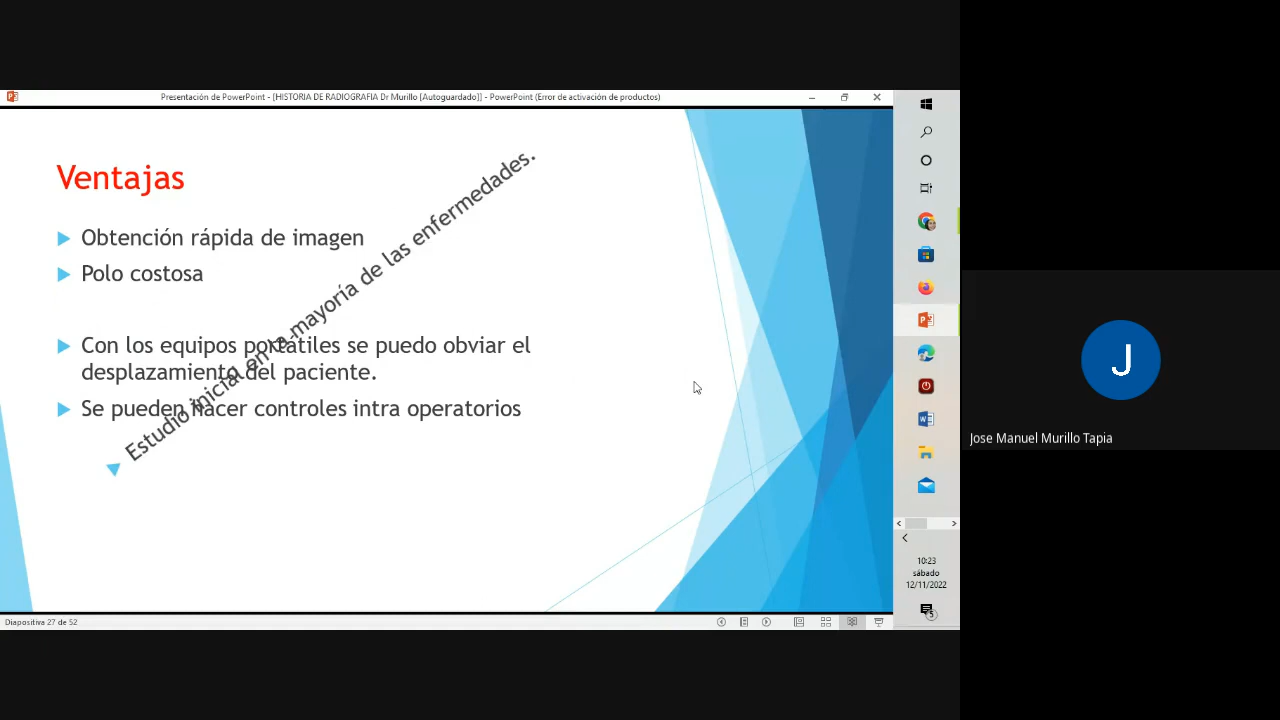 Presentación de PowerPoint - [HISTORIA DE RADIOGRAFIA Dr Murillo [Autoguardado]] - PowerPoint (Error de activación de productos)
Ventajas
Obtención rápida de imagen
Polo costosa
Estudio inicial en la mayoría de las enfermedades.
Con los equipos portátiles se puedo obviar el
desplazamiento del paciente.
Se pueden hacer controles intra operatorios
Diapositiva 27 de 52
10:23
sábado
12/11/2022
5
J
Jose Manuel Murillo Tapia